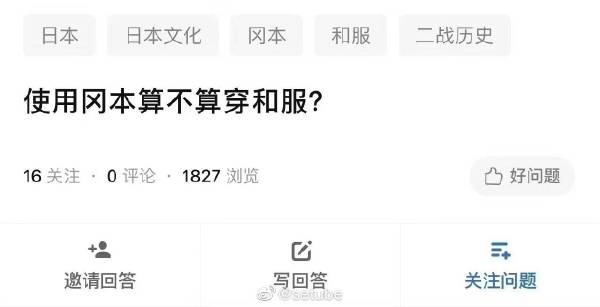 日本 日本文化 冈本 和服 二战历史
使用冈本算不算穿和服?
16 关注 · 0 评论 · 1827 浏览 好问题
邀请回答 写回答 关注问题
@setube